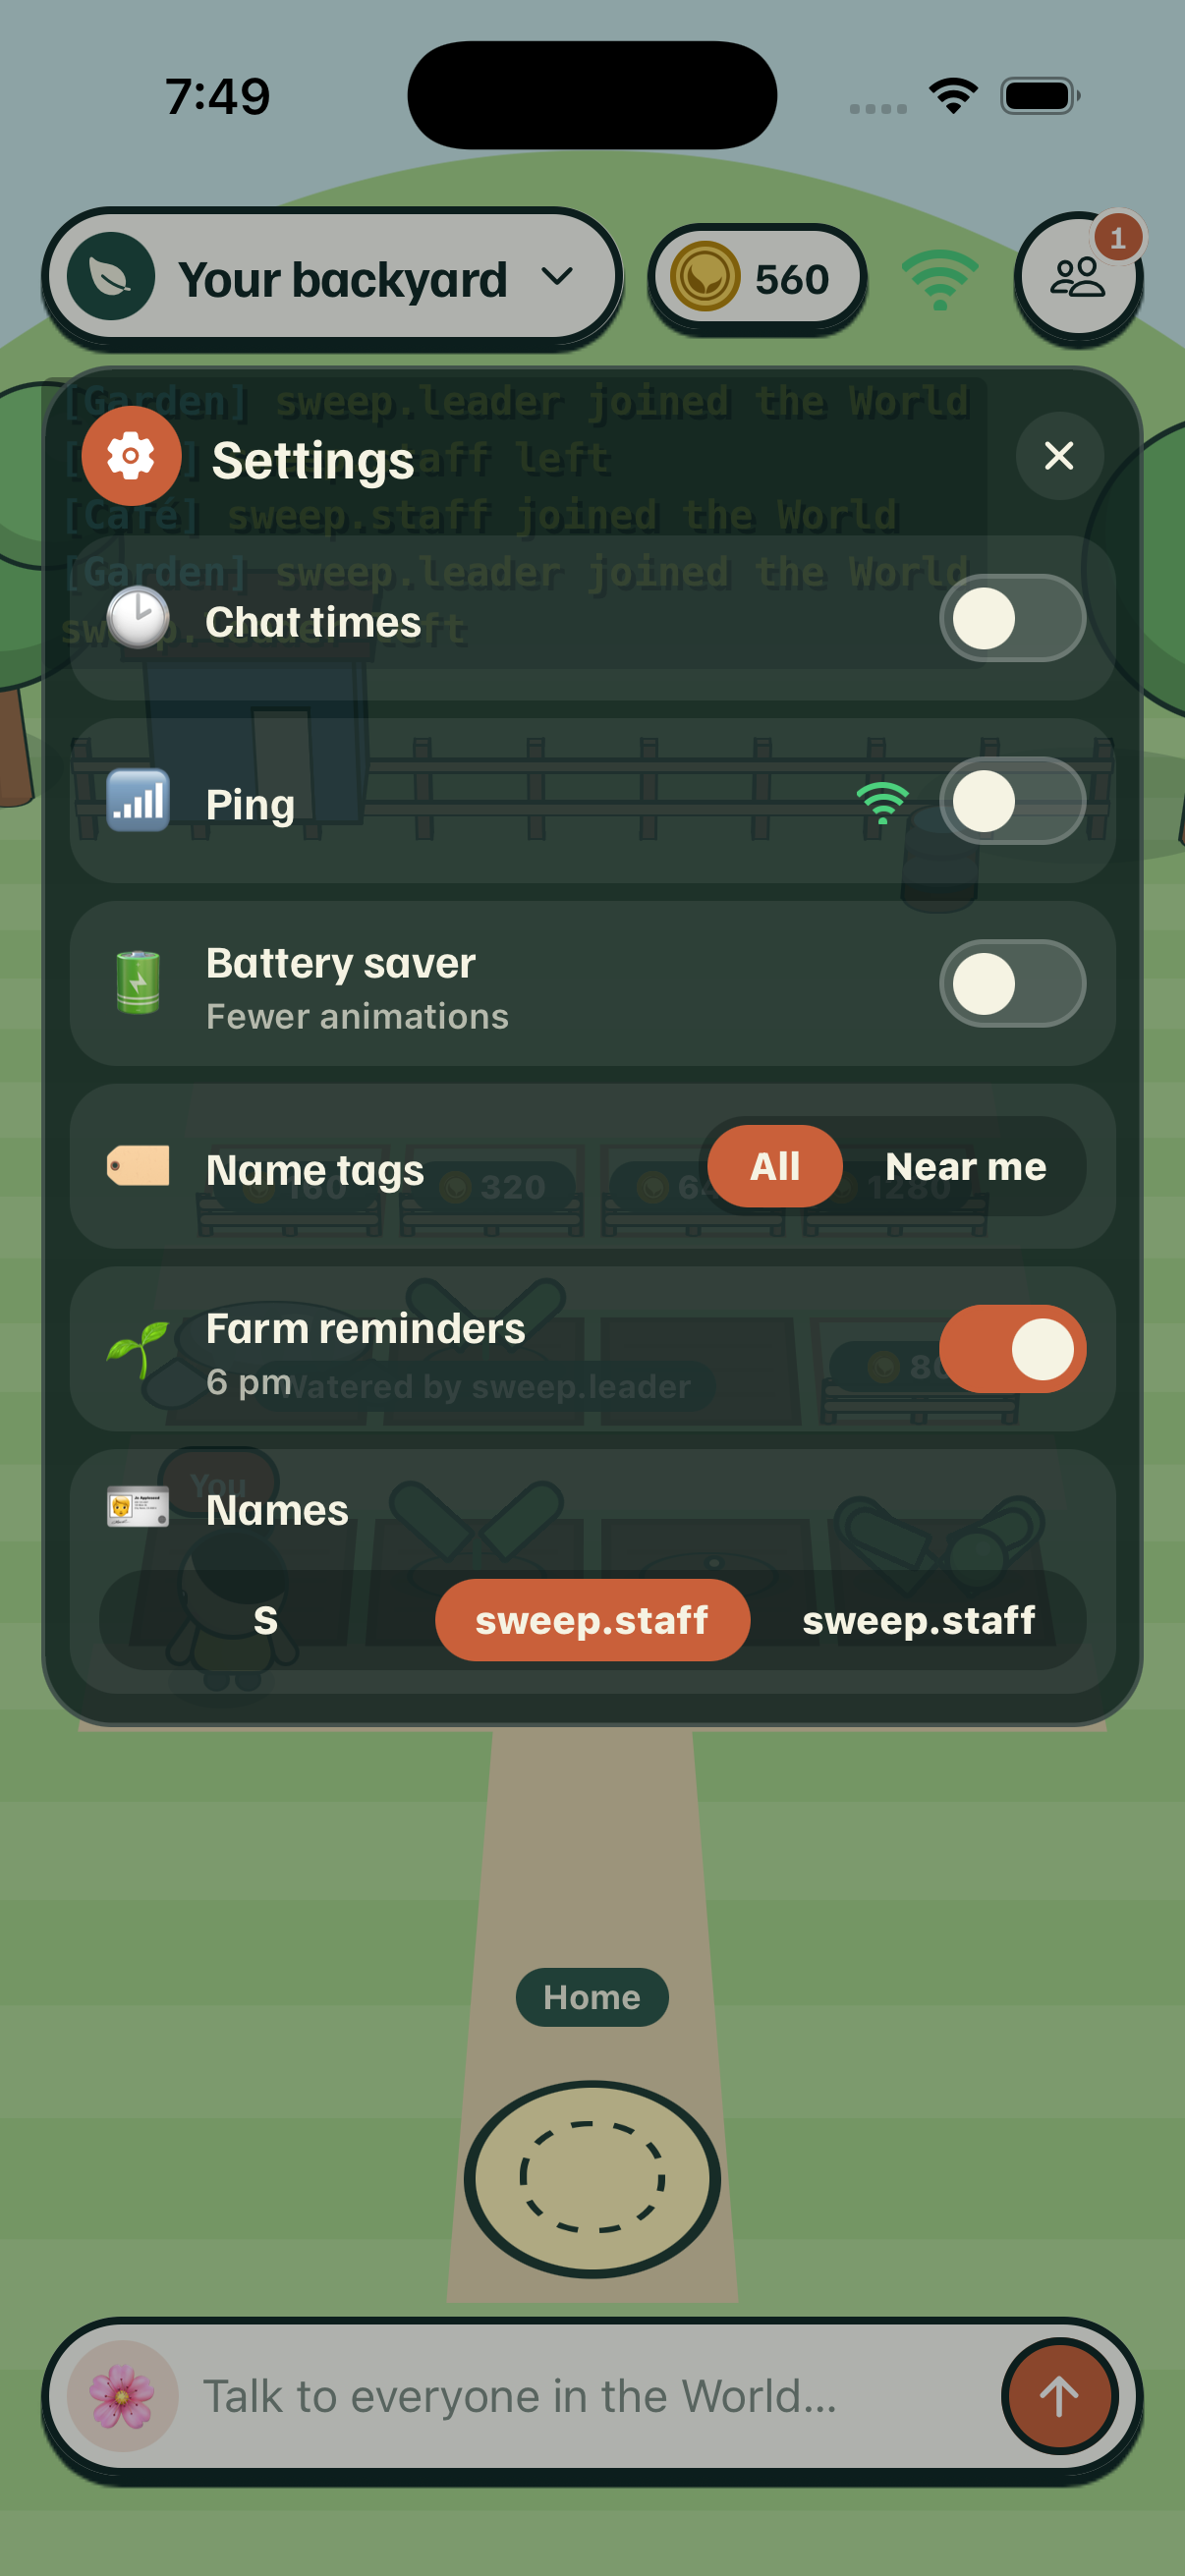 7:49
Your backyard
560
1
[Garden] sweep.leader joined the World
Settings
aff left
[Café] sweep.staff joined the World
[Garden] sweep.leader joined the World
Chat times
Ping
Battery saver
Fewer animations
Name tags
All
Near me
160
320
1280
Farm reminders
6 pm
Watered by sweep.leader
You
Names
S
sweep.staff
sweep.staff
Home
Talk to everyone in the World...